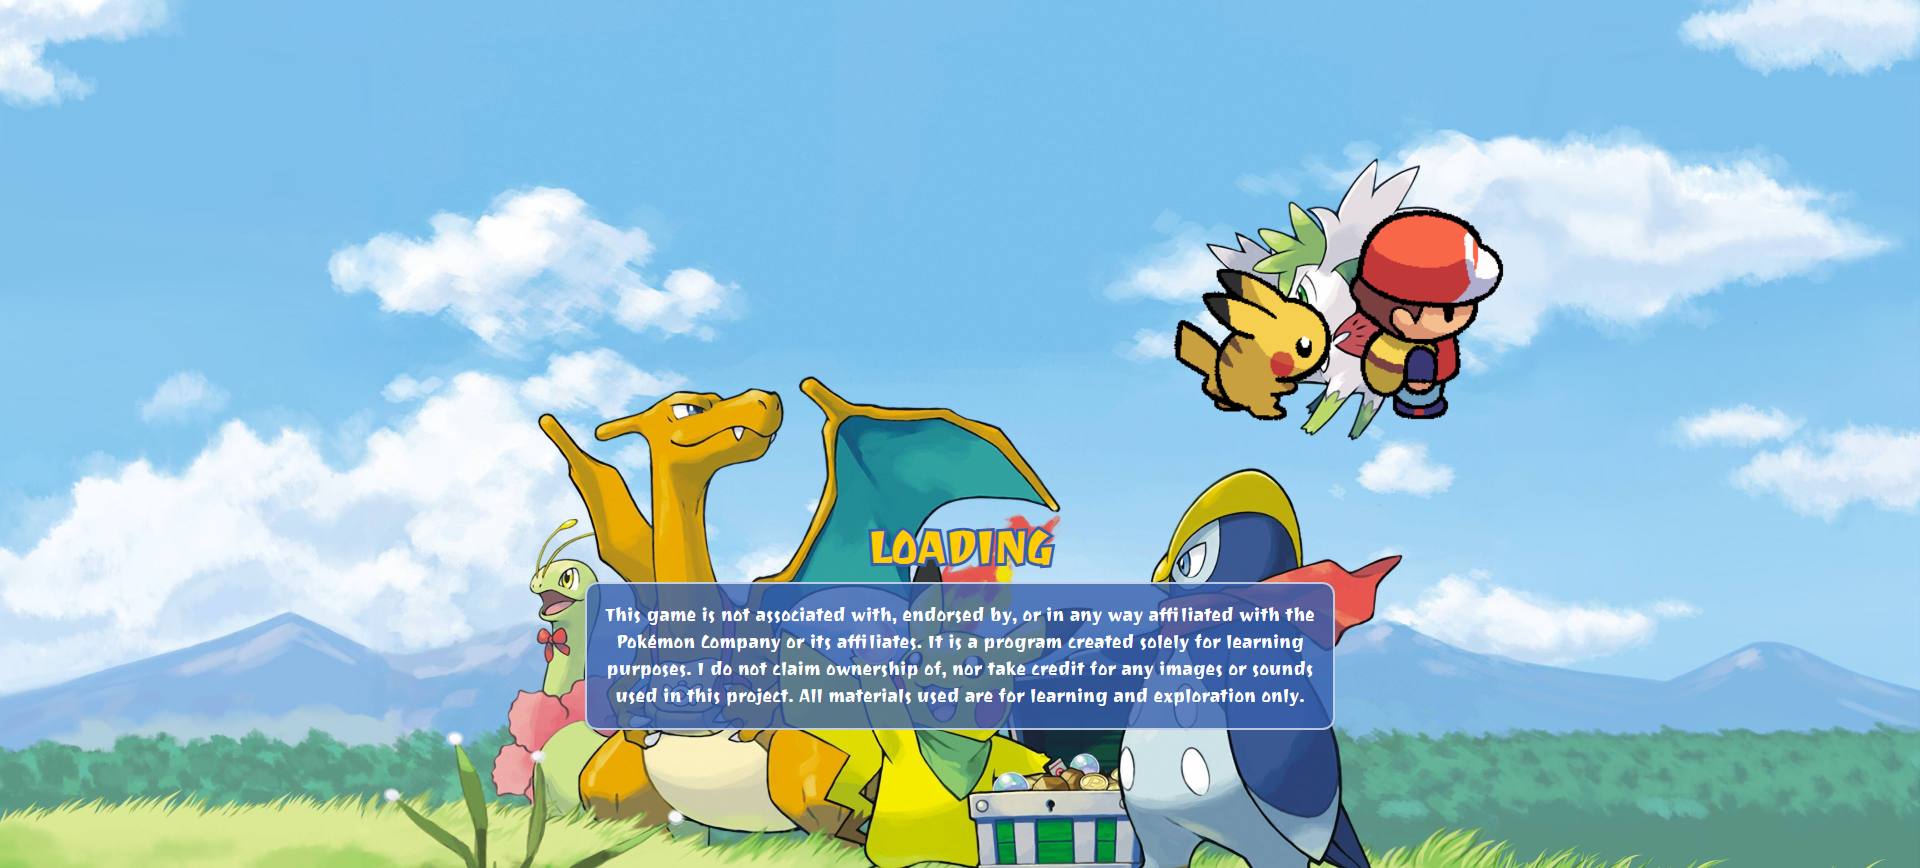 LOADING
This game is not associated with, endorsed by, or in any way affiliated with the
Pokémon Company or its affiliates. It is a program created solely for learning
purposes. I do not claim ownership of, nor take credit for any images or sounds
used in this project. All materials used are for learning and exploration only.